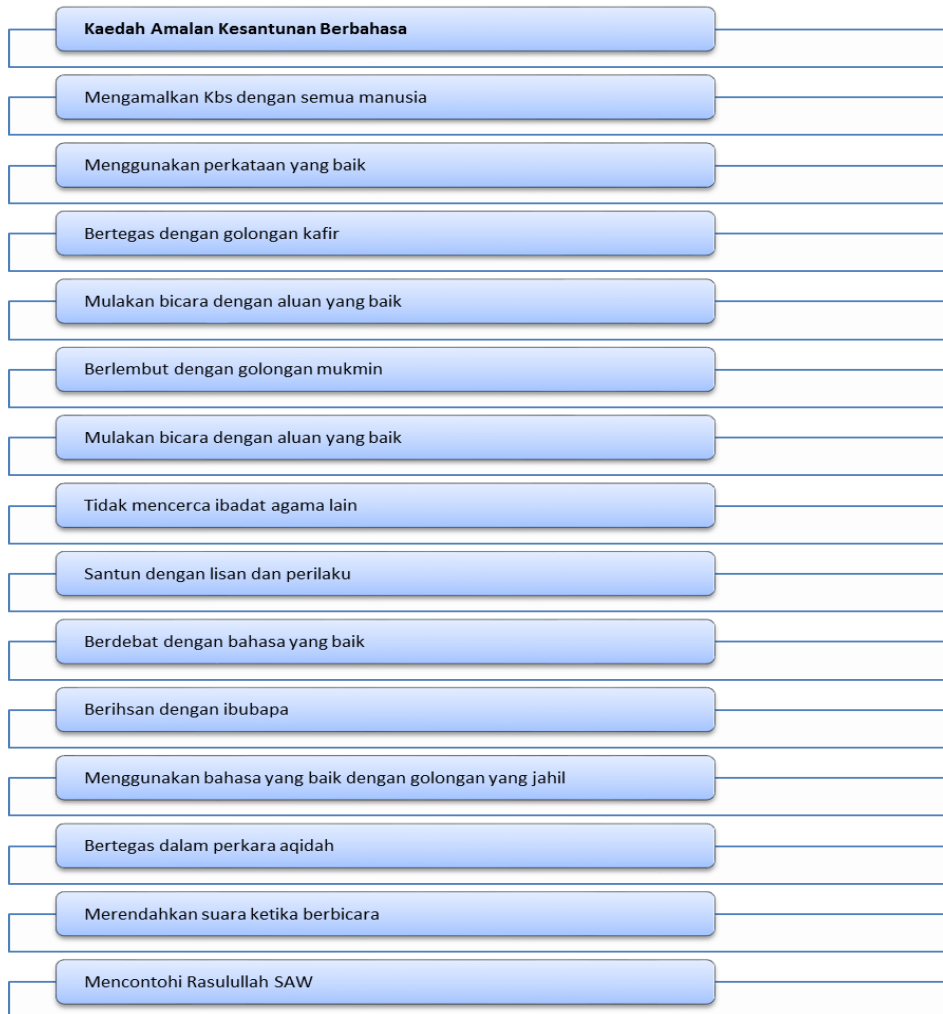 Kaedah Amalan Kesantunan Berbahasa
Mengamalkan Kbs dengan semua manusia
Menggunakan perkataan yang baik
Bertegas dengan golongan kafir
Mulakan bicara dengan aluan yang baik
Berlembut dengan golongan mukmin
Mulakan bicara dengan aluan yang baik
Tidak mencerca ibadat agama lain
Santun dengan lisan dan perilaku
Berdebat dengan bahasa yang baik
Berihsan dengan ibubapa
Menggunakan bahasa yang baik dengan golongan yang jahil
Bertegas dalam perkara aqidah
Merendahkan suara ketika berbicara
Mencontohi Rasulullah SAW